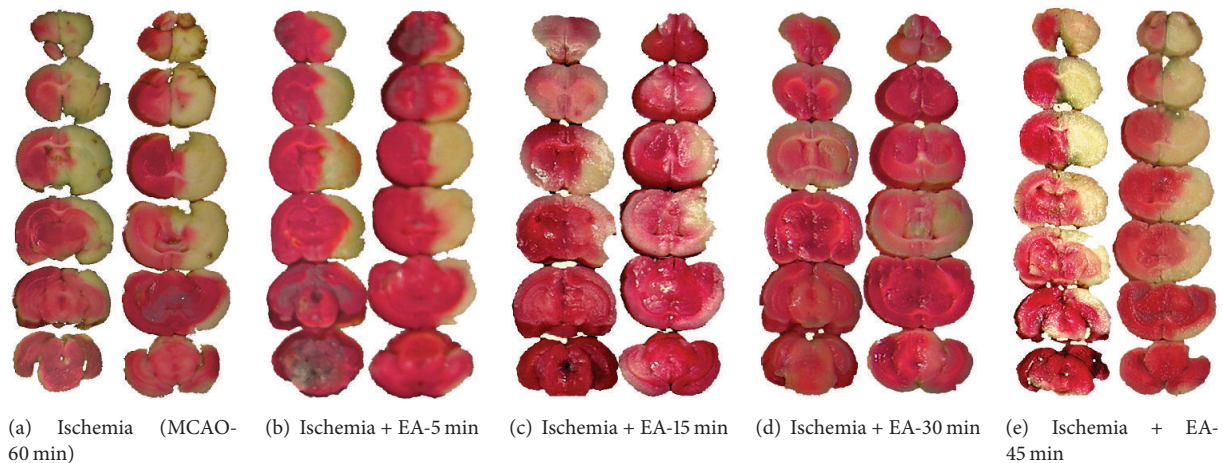 (a) Ischemia (MCAO-
60 min)
(b) Ischemia + EA-5 min
(c) Ischemia + EA-15 min
(d) Ischemia + EA-30 min
(e) Ischemia + EA-
45 min